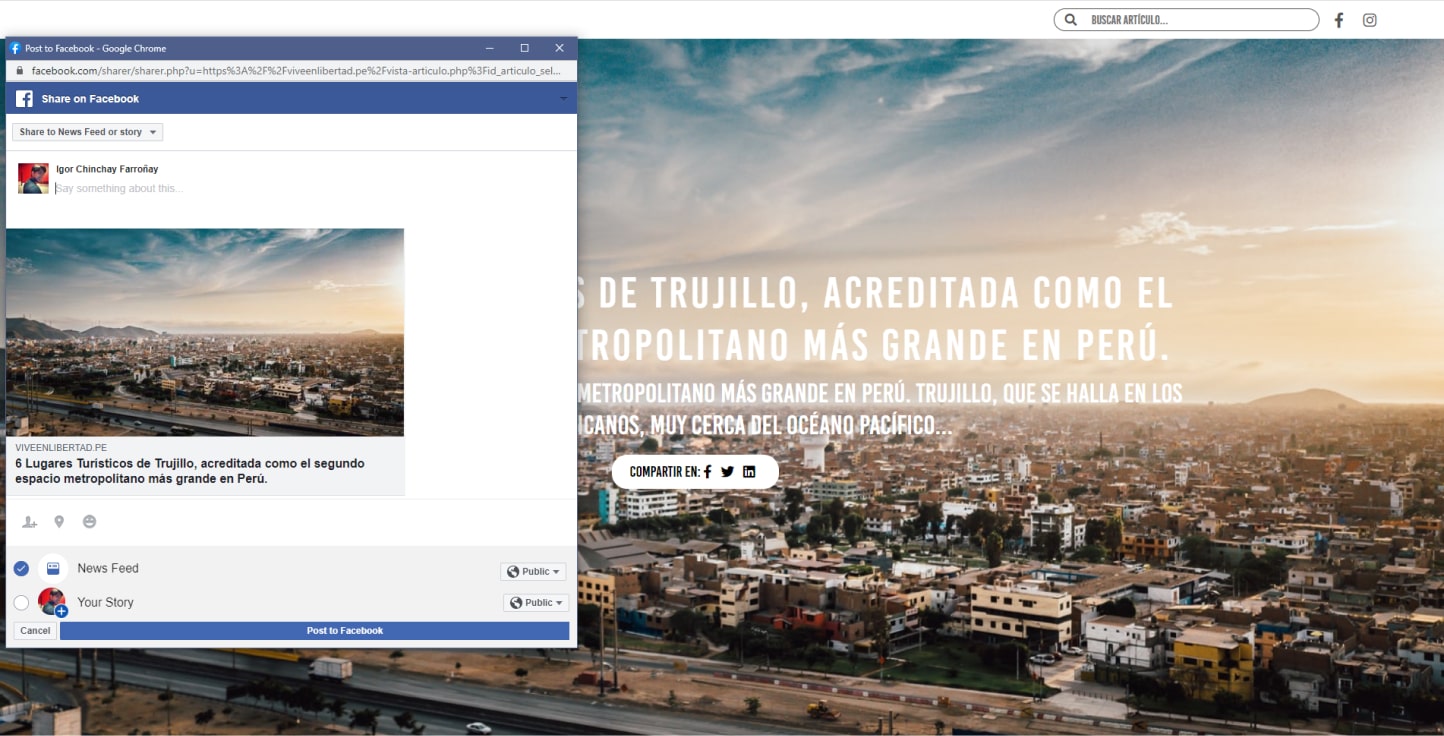 BUSCAR ARTÍCULO...
Post to Facebook - Google Chrome
facebook.com/sharer/sharer.php?u=https%3A%2F%2Fviveenlibertad.pe%2Fvista-articulo.php%3Fid_articulo_sel...
Share on Facebook
Share to News Feed or story
Igor Chinchay Farroñay
Say something about this...
VIVEENLIBERTAD.PE
6 Lugares Turísticos de Trujillo, acreditada como el segundo
espacio metropolitano más grande en Perú.
News Feed
Public
Your Story
Public
Cancel
Post to Facebook
S DE TRUJILLO, ACREDITADA COMO EL
TROPOLITANO MÁS GRANDE EN PERÚ.
METROPOLITANO MÁS GRANDE EN PERÚ. TRUJILLO, QUE SE HALLA EN LOS
ICANOS, MUY CERCA DEL OCÉANO PACÍFICO...
COMPARTIR EN: